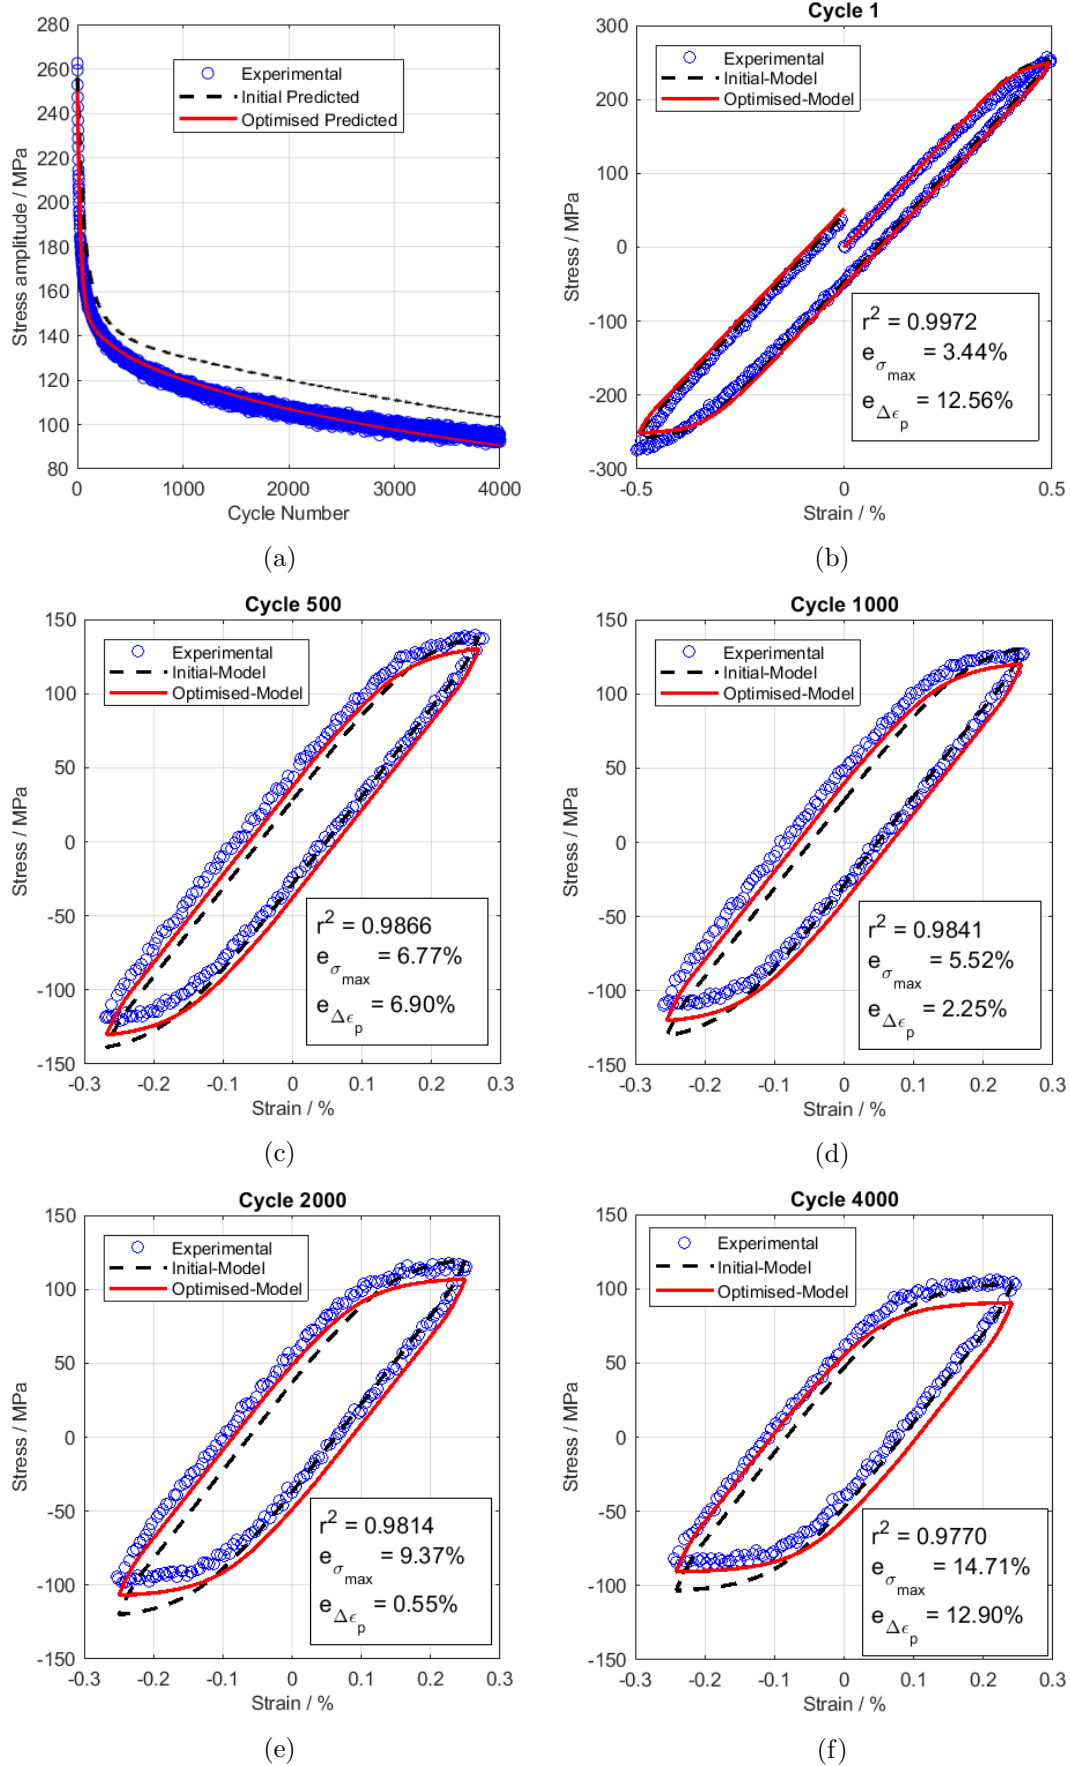 280
260
240
220
200
180
160
140
120
100
80
Stress amplitude / MPa
Experimental
Initial Predicted
Optimised Predicted
0
1000
2000
3000
4000
Cycle Number
(a)
Cycle 1
300
200
100
0
-100
-200
-300
Stress / MPa
Experimental
Initial-Model
Optimised-Model
r² = 0.9972
e_σ_max = 3.44%
e_Δϵ_p = 12.56%
-0.5
0
0.5
Strain / %
(b)
Cycle 500
150
100
50
0
-50
-100
-150
Stress / MPa
Experimental
Initial-Model
Optimised-Model
r² = 0.9866
e_σ_max = 6.77%
e_Δϵ_p = 6.90%
-0.3 -0.2 -0.1 0 0.1 0.2 0.3
Strain / %
(c)
Cycle 1000
150
100
50
0
-50
-100
-150
Stress / MPa
Experimental
Initial-Model
Optimised-Model
r² = 0.9841
e_σ_max = 5.52%
e_Δϵ_p = 2.25%
-0.3 -0.2 -0.1 0 0.1 0.2 0.3
Strain / %
(d)
Cycle 2000
150
100
50
0
-50
-100
-150
Stress / MPa
Experimental
Initial-Model
Optimised-Model
r² = 0.9814
e_σ_max = 9.37%
e_Δϵ_p = 0.55%
-0.3 -0.2 -0.1 0 0.1 0.2 0.3
Strain / %
(e)
Cycle 4000
150
100
50
0
-50
-100
-150
Stress / MPa
Experimental
Initial-Model
Optimised-Model
r² = 0.9770
e_σ_max = 14.71%
e_Δϵ_p = 12.90%
-0.3 -0.2 -0.1 0 0.1 0.2 0.3
Strain / %
(f)